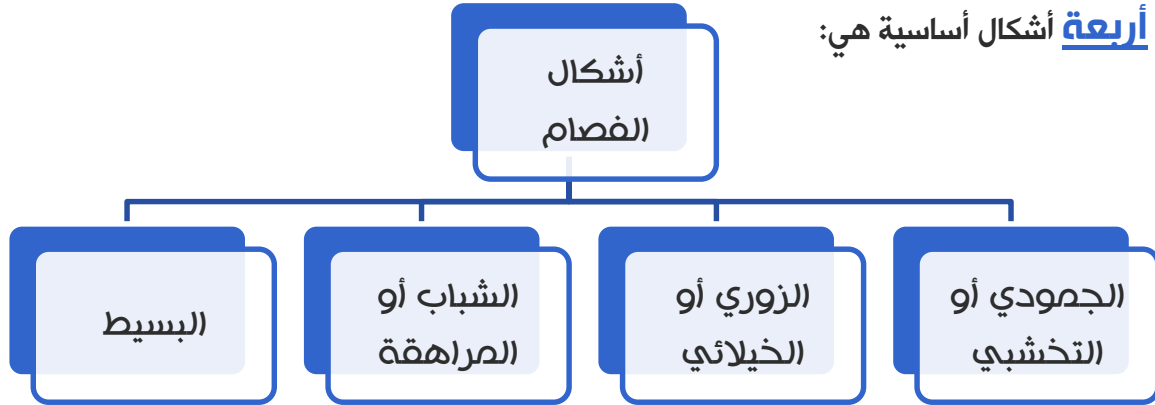 أربعة أشكال أساسية هي:
أشكال
الفصام
الجمودي أو
التخشبي
الزوري أو
الخيلائي
الشباب أو
المراهقة
البسيط